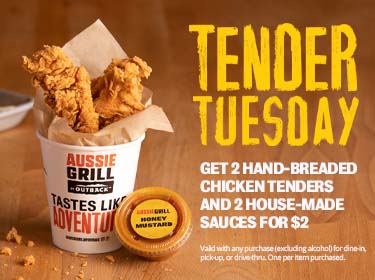 TENDER
TUESDAY
GET 2 HAND-BREADED
CHICKEN TENDERS
AND 2 HOUSE-MADE
SAUCES FOR $2
Valid with any purchase (excluding alcohol) for dine-in,
pick-up, or drive-thru. One per item purchased.
AUSSIE
GRILL
BY OUTBACK
TASTES LIKE
ADVENTURE
AUSSIE GRILL
HONEY
MUSTARD